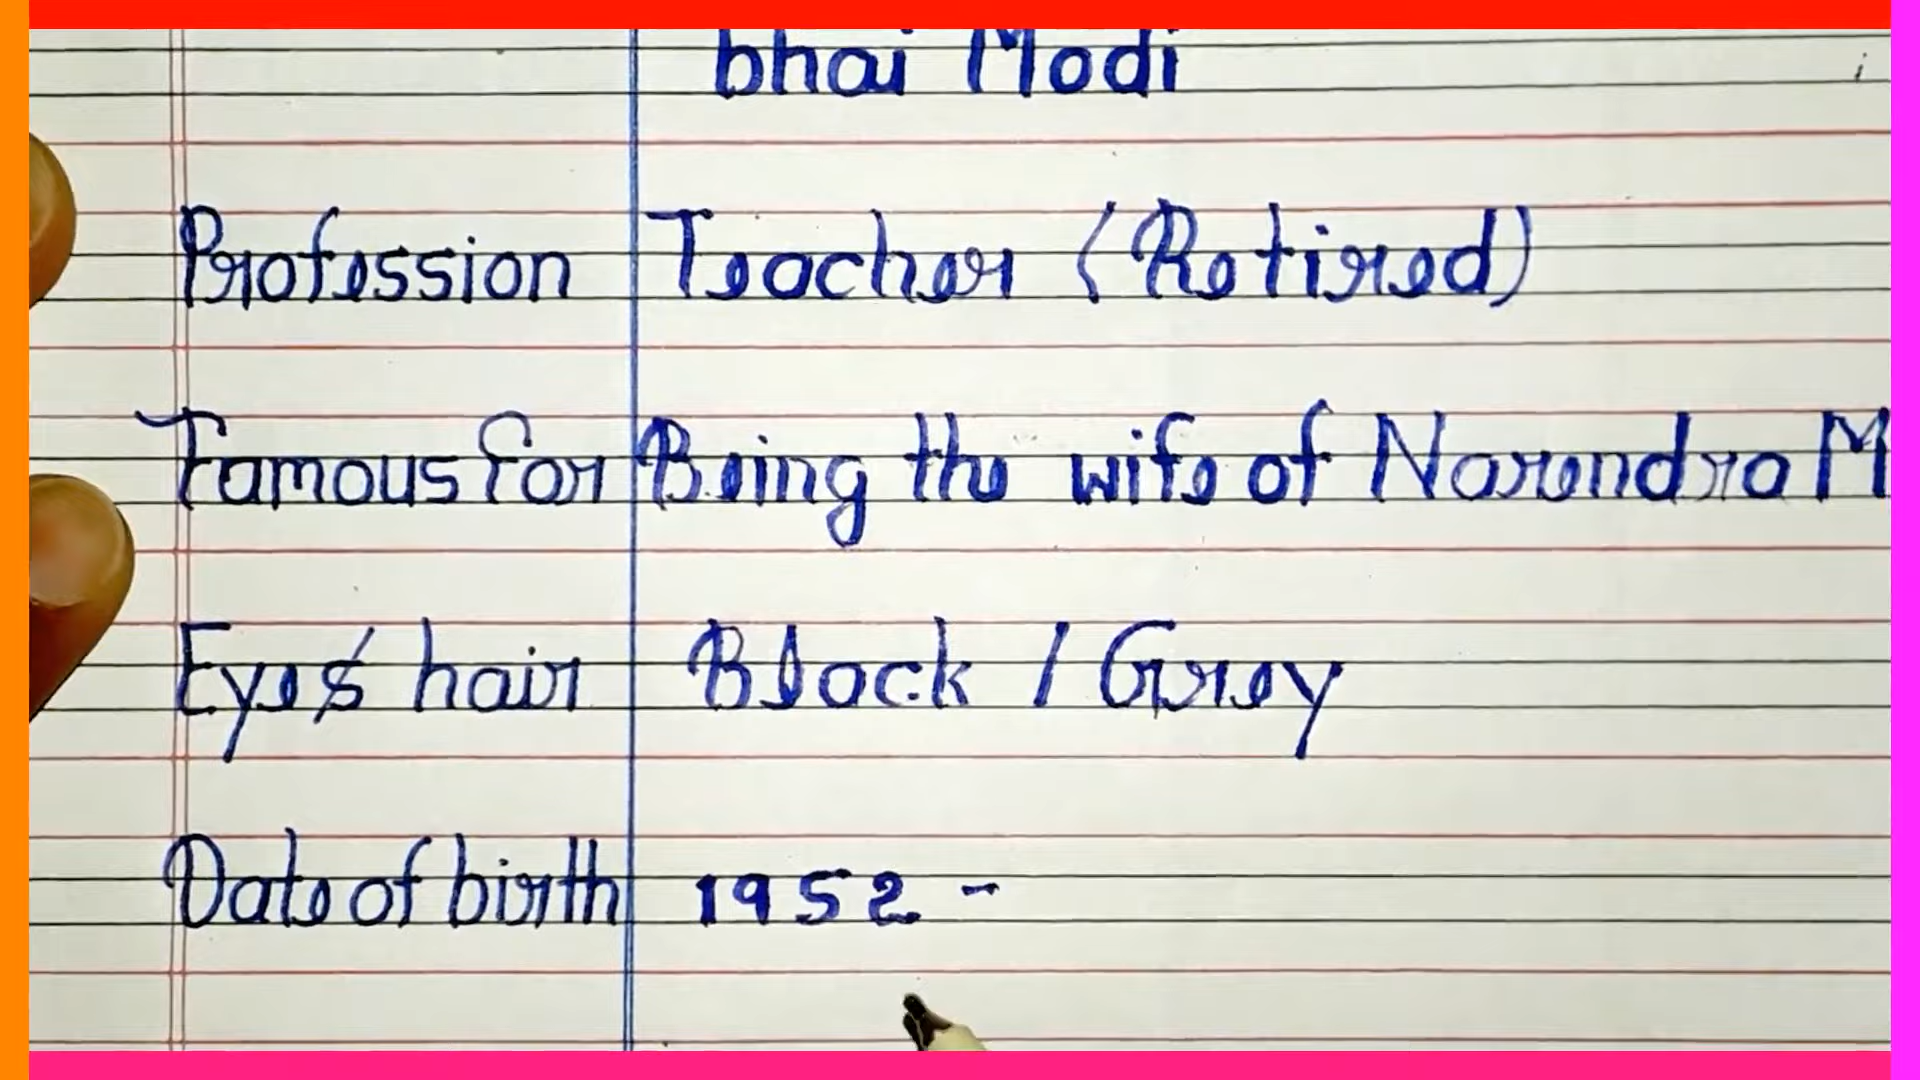 bhai Modi
Profession Teacher (Retired)
Famous for Being the wife of Narendra M
Eyes hair Black / Grey
Date of birth 1952 -